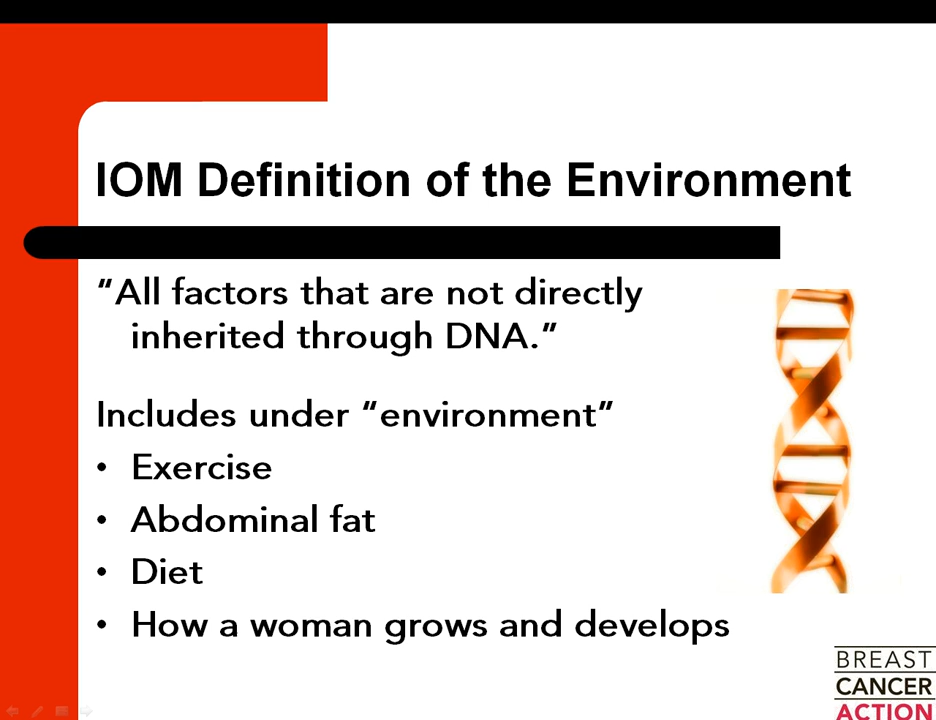 IOM Definition of the Environment
“All factors that are not directly
inherited through DNA.”
Includes under “environment”
• Exercise
• Abdominal fat
• Diet
• How a woman grows and develops
BREAST
CANCER
ACTION